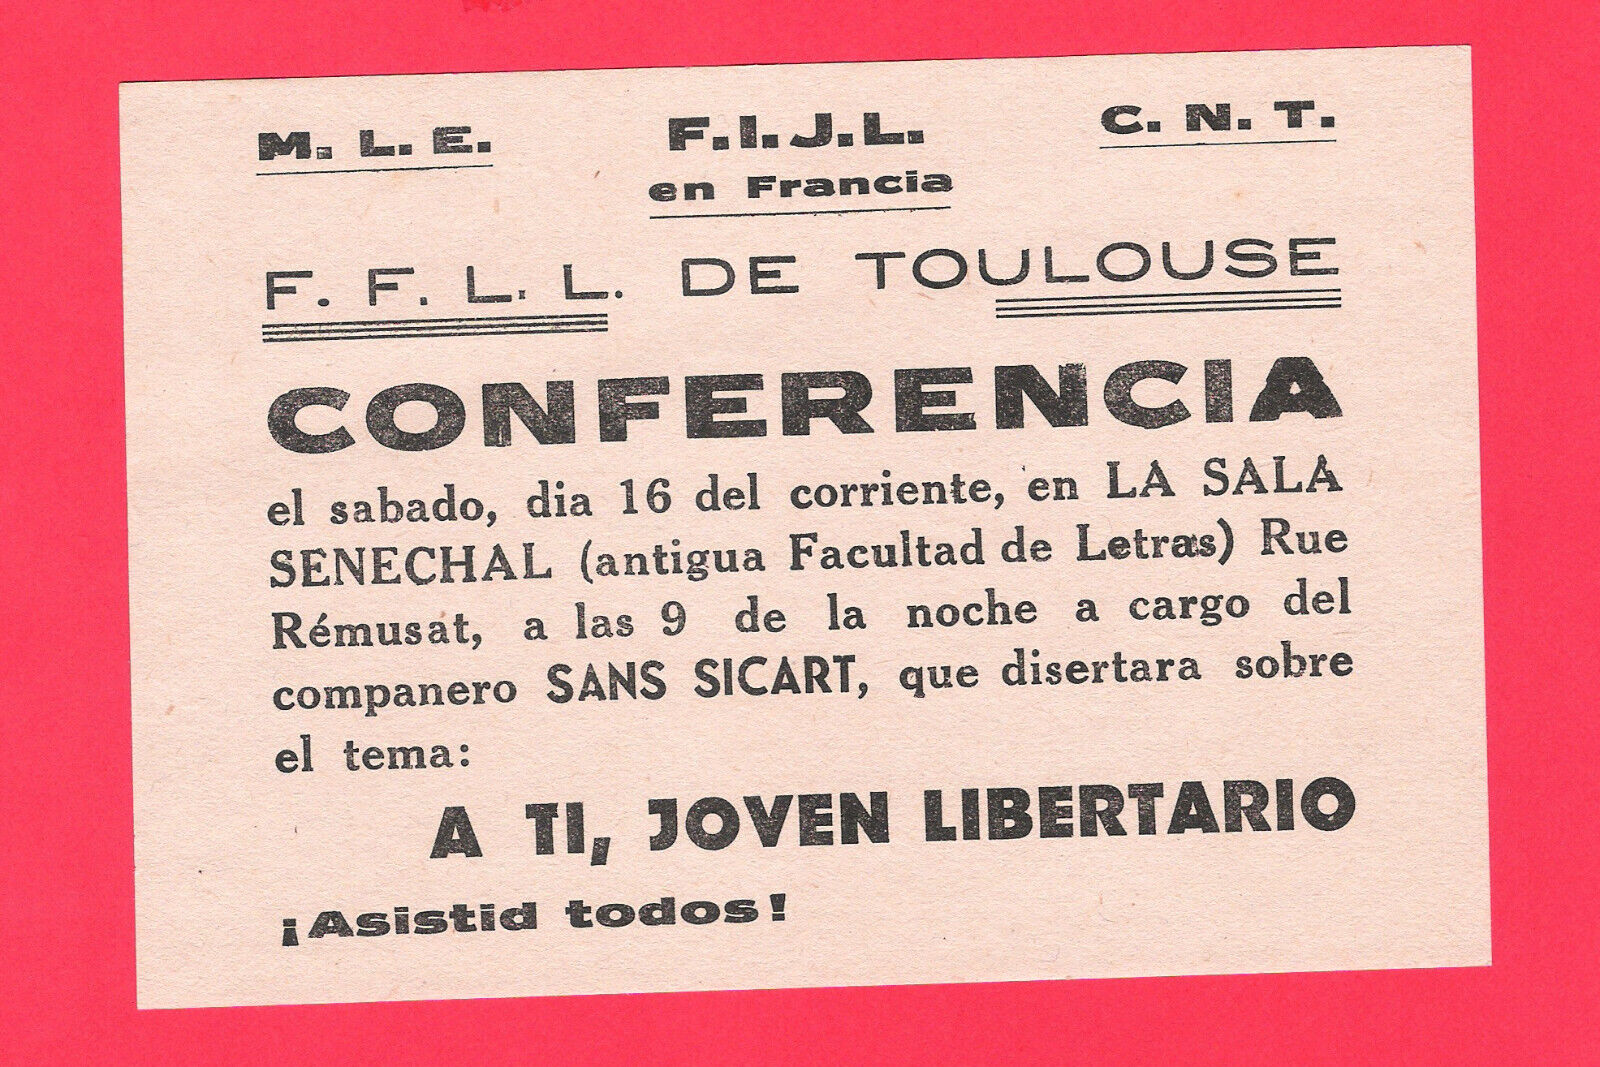 M. L. E. F.I.J.L. C. N. T.
en Francia
F. F. L. L. DE TOULOUSE
CONFERENCIA
el sabado, dia 16 del corriente, en LA SALA
SENECHAL (antigua Facultad de Letras) Rue
Rémusat, a las 9 de la noche a cargo del
companero SANS SICART, que disertara sobre
el tema:
A TI, JOVEN LIBERTARIO
¡Asistid todos!